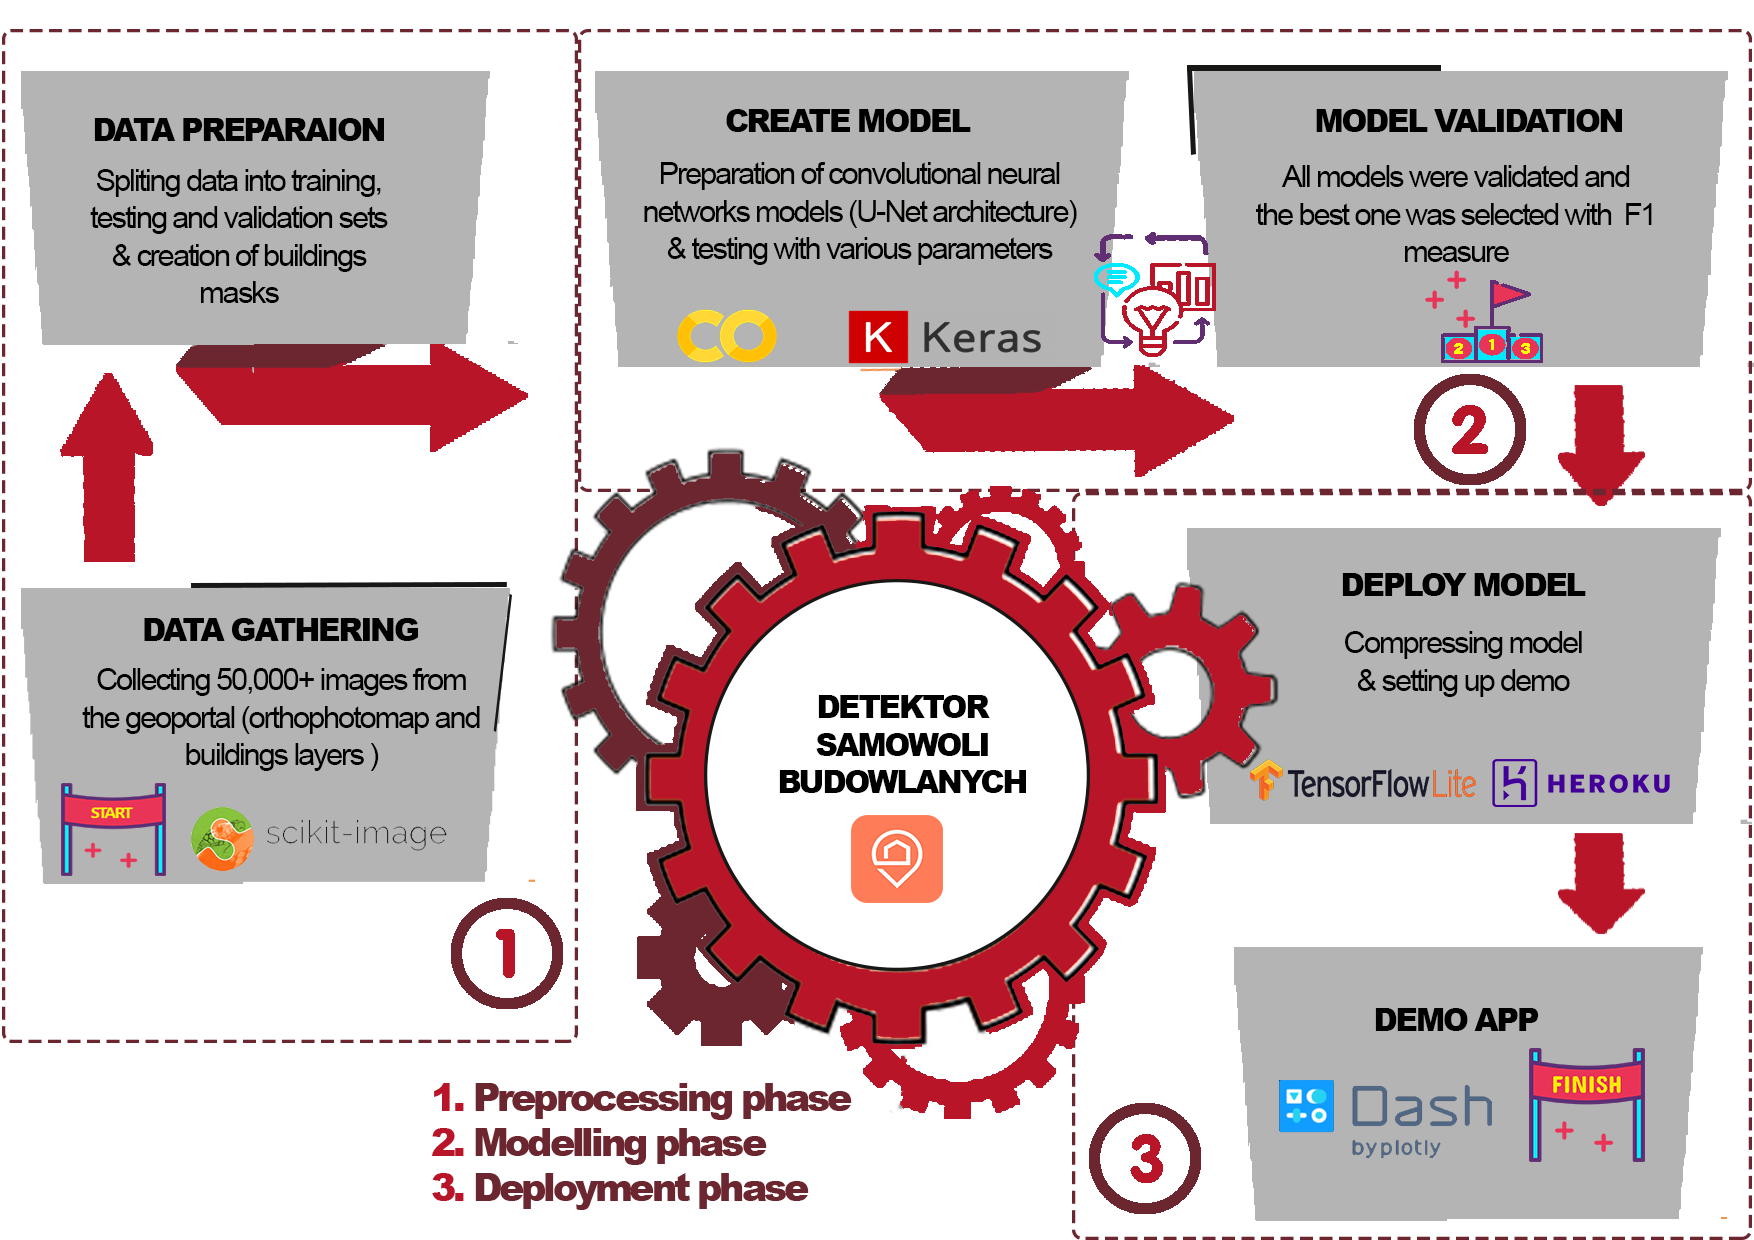 DATA PREPARAION
Spliting data into training,
testing and validation sets
& creation of buildings
masks
CREATE MODEL
Preparation of convolutional neural
networks models (U-Net architecture)
& testing with various parameters
CO
K Keras
MODEL VALIDATION
All models were validated and
the best one was selected with F1
measure
2 1 3
2
DATA GATHERING
Collecting 50,000+ images from
the geoportal (orthophotomap and
buildings layers )
START
scikit-image
1
DETEKTOR
SAMOWOLI
BUDOWLANYCH
DEPLOY MODEL
Compressing model
& setting up demo
TensorFlow Lite
HEROKU
DEMO APP
Dash
by plotly
FINISH
3
1. Preprocessing phase
2. Modelling phase
3. Deployment phase